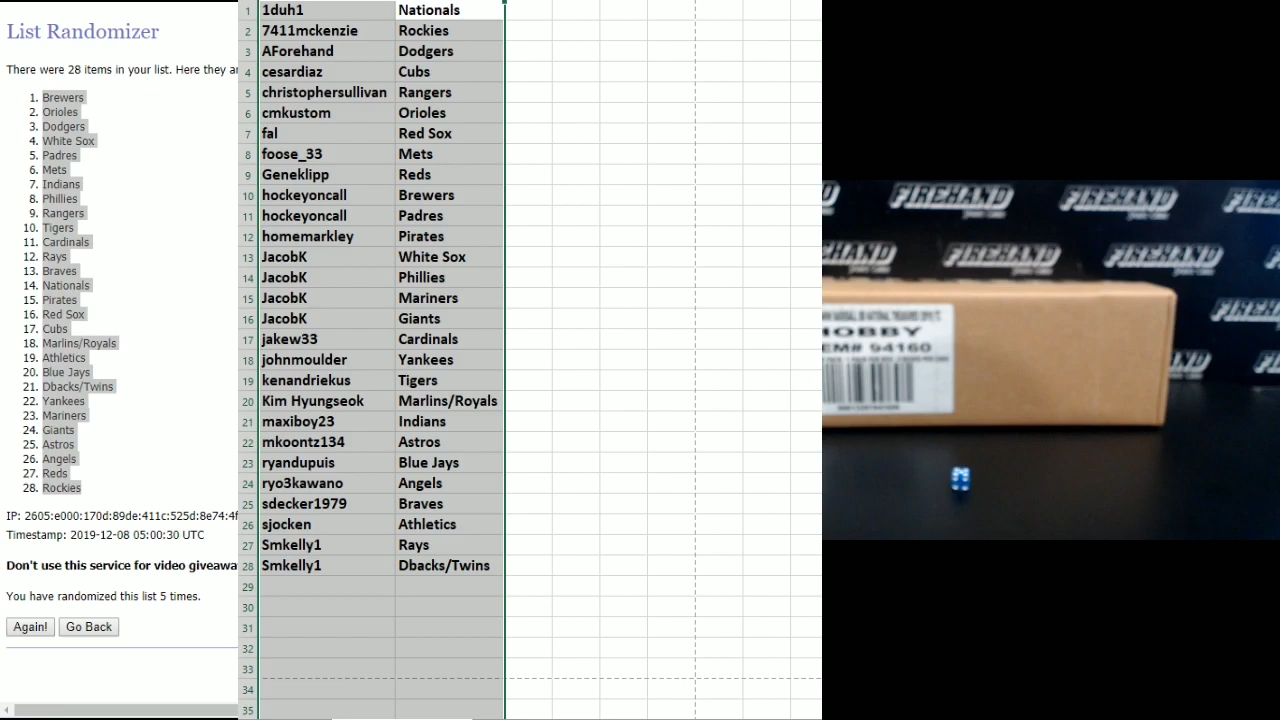 List Randomizer
There were 28 items in your list. Here they ar
1. Brewers
2. Orioles
3. Dodgers
4. White Sox
5. Padres
6. Mets
7. Indians
8. Phillies
9. Rangers
10. Tigers
11. Cardinals
12. Rays
13. Braves
14. Nationals
15. Pirates
16. Red Sox
17. Cubs
18. Marlins/Royals
19. Athletics
20. Blue Jays
21. Dbacks/Twins
22. Yankees
23. Mariners
24. Giants
25. Astros
26. Angels
27. Reds
28. Rockies
IP: 2605:e000:170d:89de:411c:525d:8e74:4f
Timestamp: 2019-12-08 05:00:30 UTC
Don't use this service for video giveawa
You have randomized this list 5 times.
Again! Go Back
1 1duh1 Nationals
2 7411mckenzie Rockies
3 AForehand Dodgers
4 cesardiaz Cubs
5 christophersullivan Rangers
6 cmkustom Orioles
7 fal Red Sox
8 foose_33 Mets
9 Geneklipp Reds
10 hockeyoncall Brewers
11 hockeyoncall Padres
12 homemarkley Pirates
13 JacobK White Sox
14 JacobK Phillies
15 JacobK Mariners
16 JacobK Giants
17 jakew33 Cardinals
18 johnmoulder Yankees
19 kenandriekus Tigers
20 Kim Hyungseok Marlins/Royals
21 maxiboy23 Indians
22 mkoontz134 Astros
23 ryandupuis Blue Jays
24 ryo3kawano Angels
25 sdecker1979 Braves
26 sjocken Athletics
27 Smkelly1 Rays
28 Smkelly1 Dbacks/Twins
29
30
31
32
33
34
35
FIREHAND FIREHAND FIREHAND
FIREHAND FIREHAND FIREHAND
HOBBY
EM# 94160